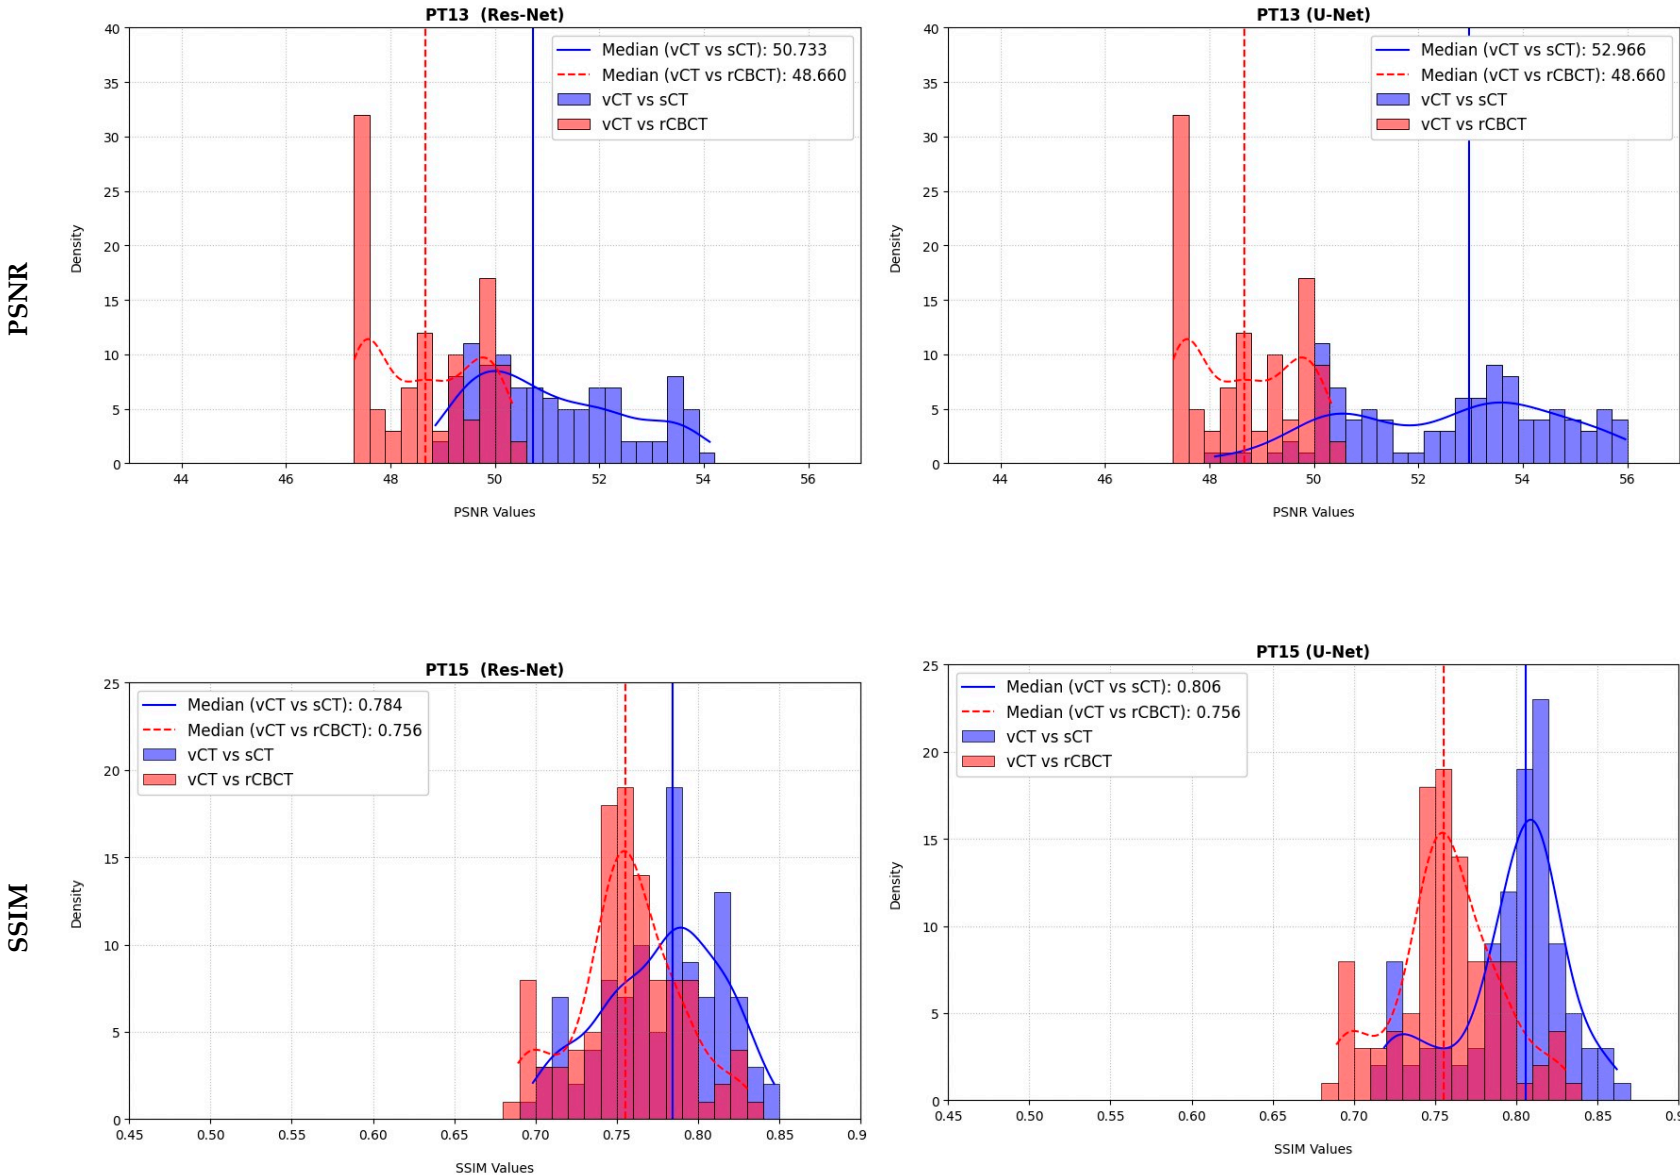 PSNR
PT13 (Res-Net)
Median (vCT vs sCT): 50.733
Median (vCT vs rCBCT): 48.660
vCT vs sCT
vCT vs rCBCT
40
35
30
25
20
15
10
5
0
Density
44 46 48 50 52 54 56
PSNR Values
PT13 (U-Net)
Median (vCT vs sCT): 52.966
Median (vCT vs rCBCT): 48.660
vCT vs sCT
vCT vs rCBCT
40
35
30
25
20
15
10
5
0
Density
44 46 48 50 52 54 56
PSNR Values
SSIM
PT15 (Res-Net)
Median (vCT vs sCT): 0.784
Median (vCT vs rCBCT): 0.756
vCT vs sCT
vCT vs rCBCT
25
20
15
10
5
0
Density
0.45 0.50 0.55 0.60 0.65 0.70 0.75 0.80 0.85 0.9
SSIM Values
PT15 (U-Net)
Median (vCT vs sCT): 0.806
Median (vCT vs rCBCT): 0.756
vCT vs sCT
vCT vs rCBCT
25
20
15
10
5
0
Density
0.45 0.50 0.55 0.60 0.65 0.70 0.75 0.80 0.85
SSIM Values